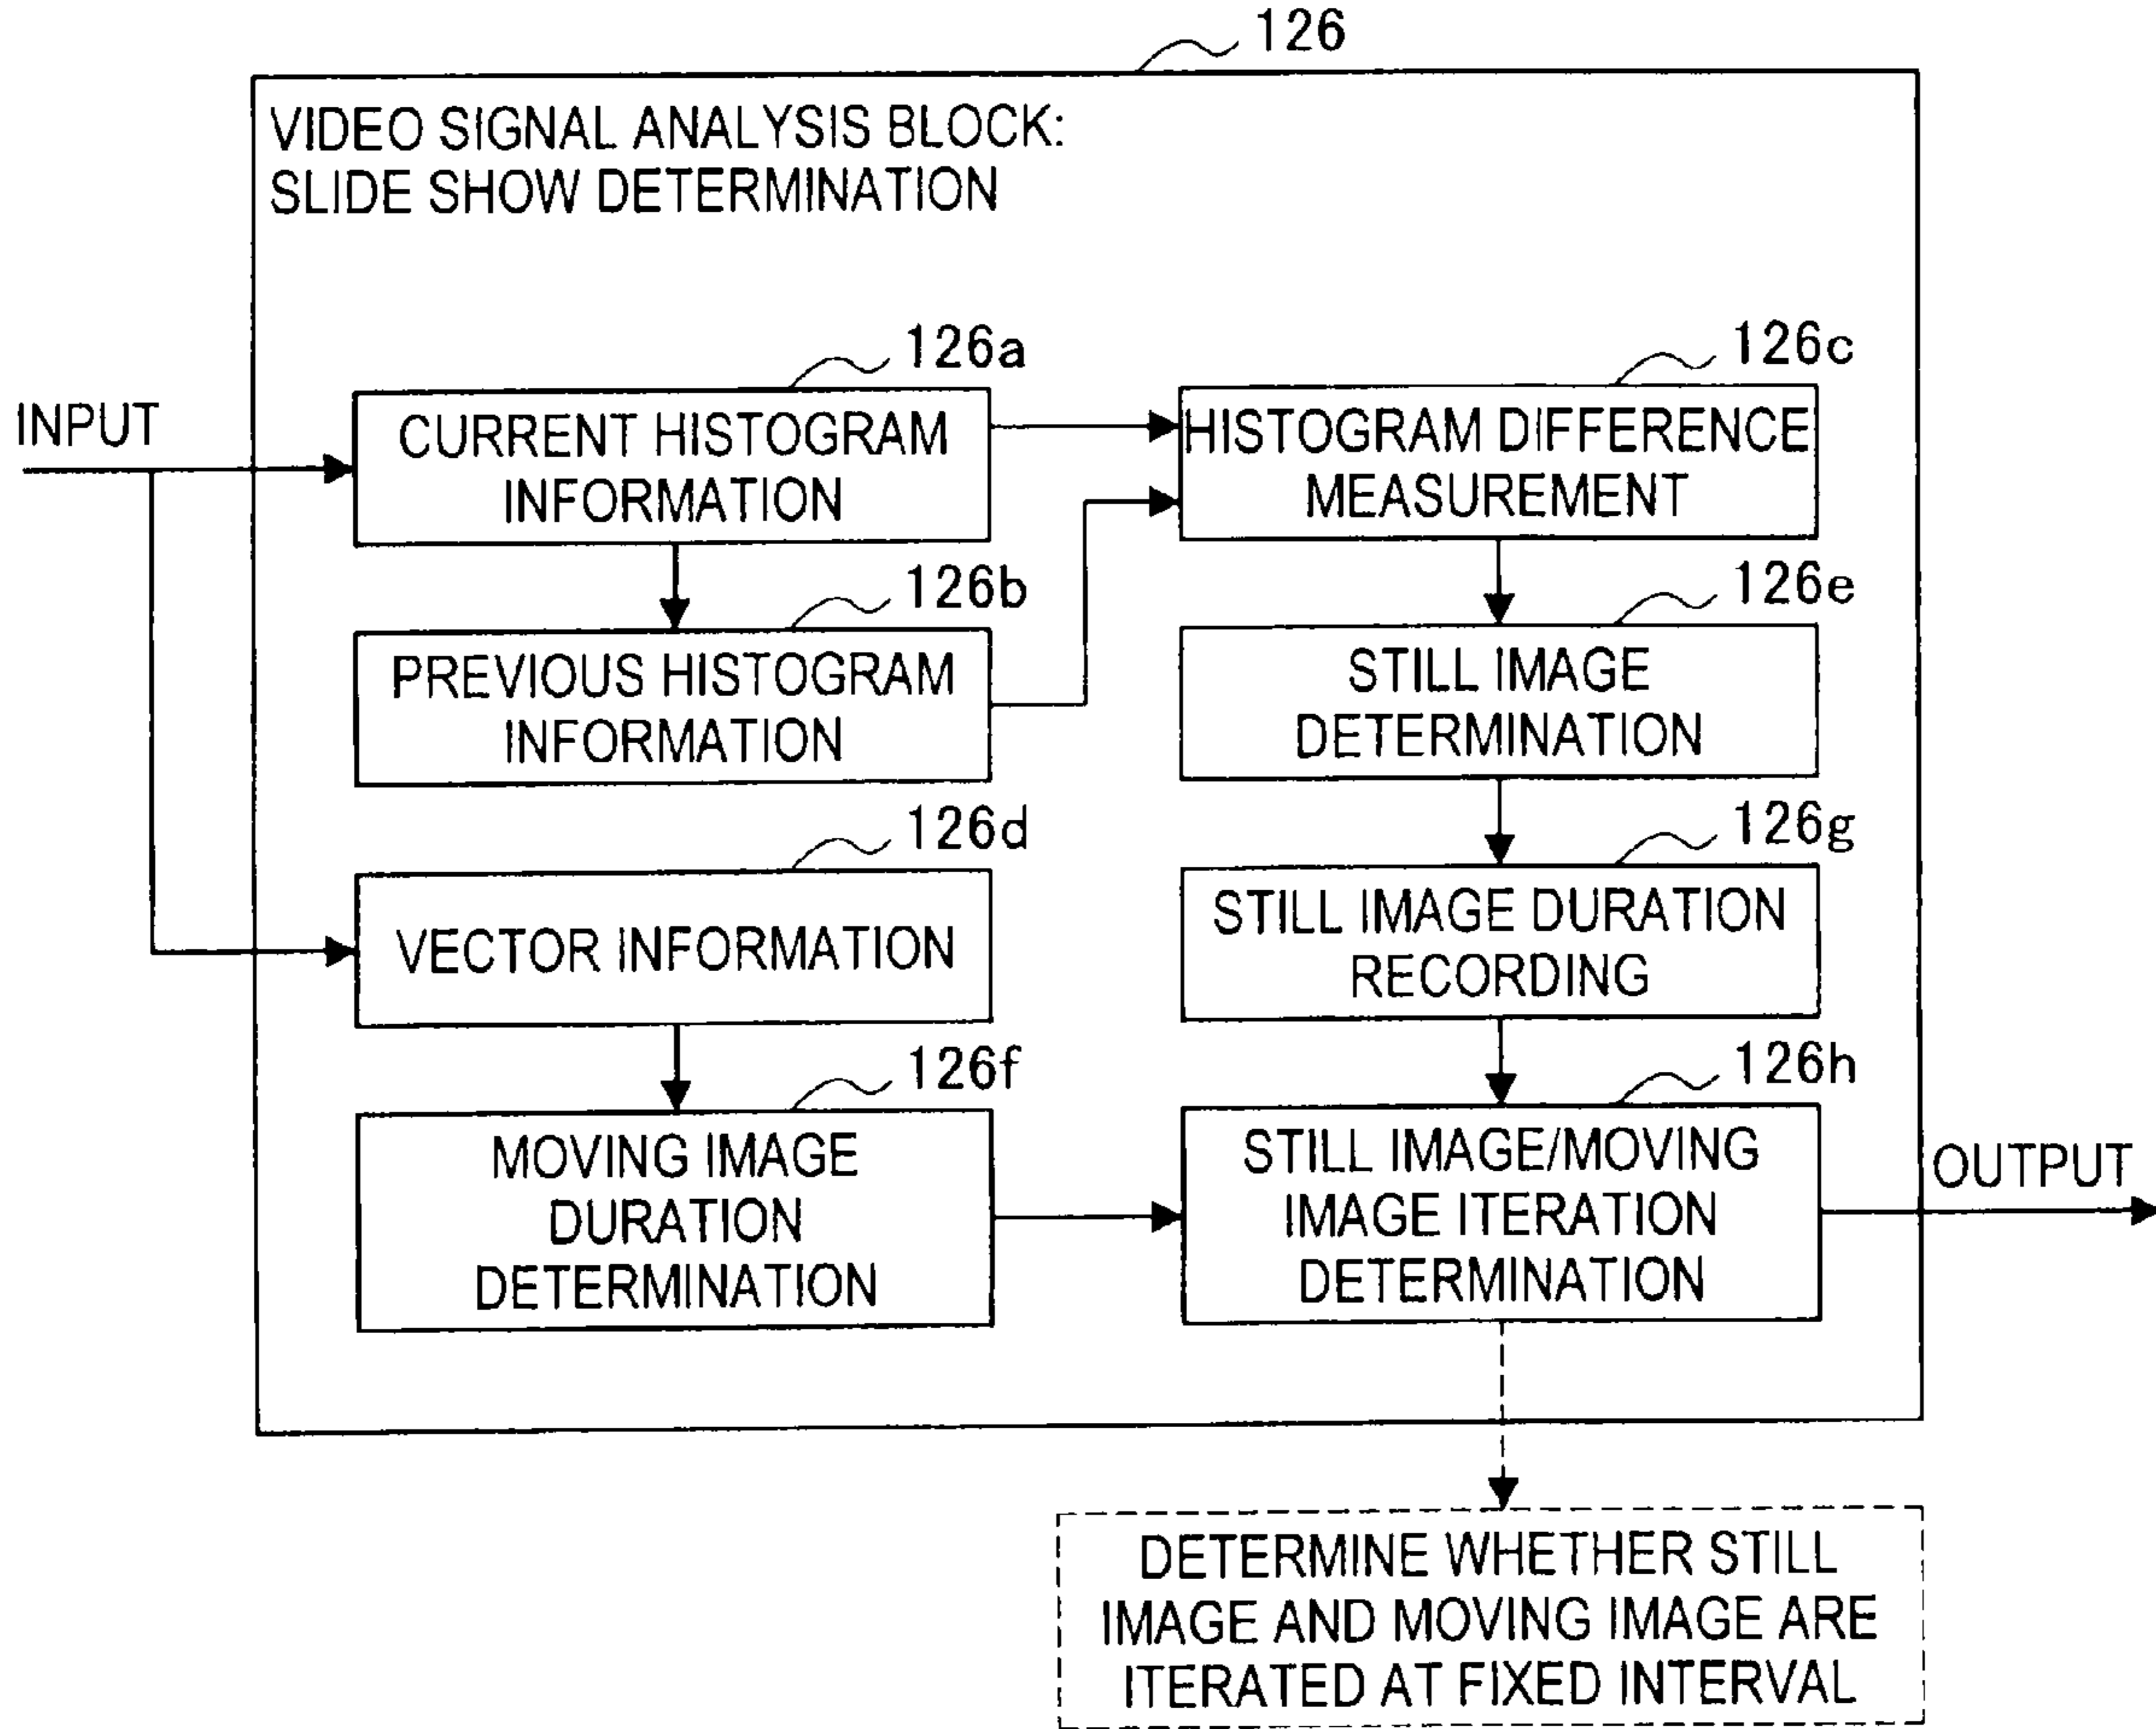 126
VIDEO SIGNAL ANALYSIS BLOCK:
SLIDE SHOW DETERMINATION
126a
126c
INPUT
CURRENT HISTOGRAM
INFORMATION
HISTOGRAM DIFFERENCE
MEASUREMENT
126b
126e
PREVIOUS HISTOGRAM
INFORMATION
STILL IMAGE
DETERMINATION
126d
126g
VECTOR INFORMATION
STILL IMAGE DURATION
RECORDING
126f
126h
MOVING IMAGE
DURATION
DETERMINATION
STILL IMAGE/MOVING
IMAGE ITERATION
DETERMINATION
OUTPUT
DETERMINE WHETHER STILL
IMAGE AND MOVING IMAGE ARE
ITERATED AT FIXED INTERVAL